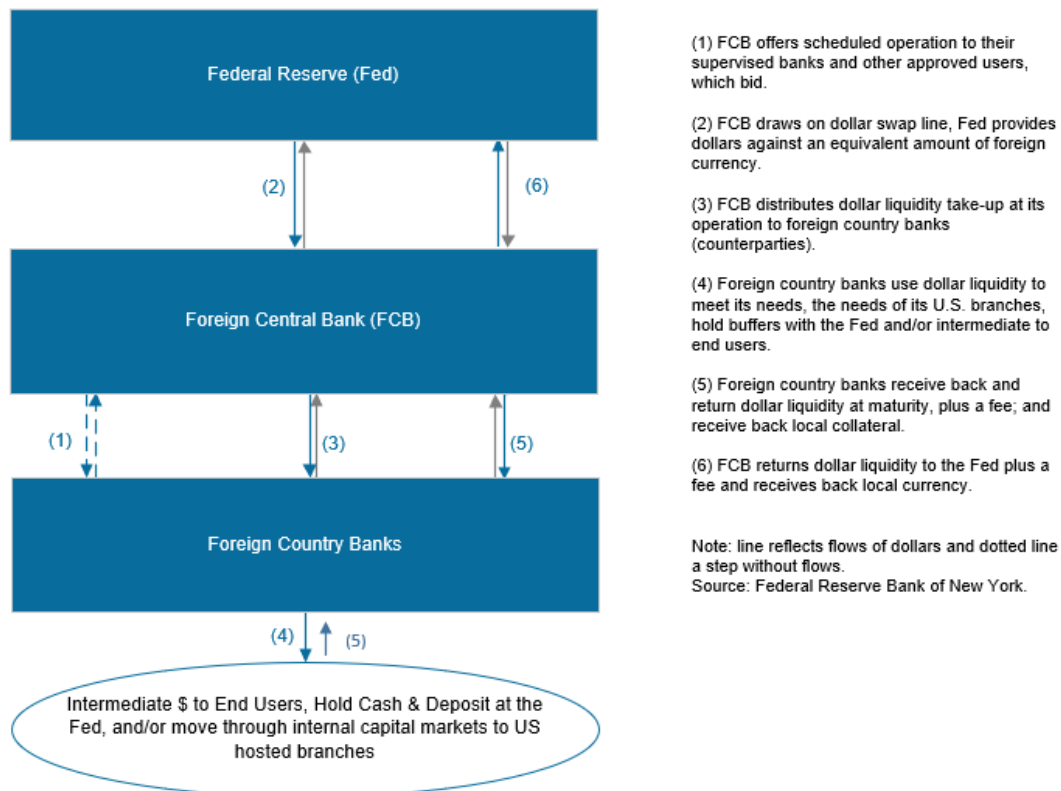 Federal Reserve (Fed)
(2)
(6)
Foreign Central Bank (FCB)
(1)
(3)
(5)
Foreign Country Banks
(4)
(5)
Intermediate $ to End Users, Hold Cash & Deposit at the
Fed, and/or move through internal capital markets to US
hosted branches
(1) FCB offers scheduled operation to their
supervised banks and other approved users,
which bid.
(2) FCB draws on dollar swap line, Fed provides
dollars against an equivalent amount of foreign
currency.
(3) FCB distributes dollar liquidity take-up at its
operation to foreign country banks
(counterparties).
(4) Foreign country banks use dollar liquidity to
meet its needs, the needs of its U.S. branches,
hold buffers with the Fed and/or intermediate to
end users.
(5) Foreign country banks receive back and
return dollar liquidity at maturity, plus a fee; and
receive back local collateral.
(6) FCB returns dollar liquidity to the Fed plus a
fee and receives back local currency.
Note: line reflects flows of dollars and dotted line
a step without flows.
Source: Federal Reserve Bank of New York.